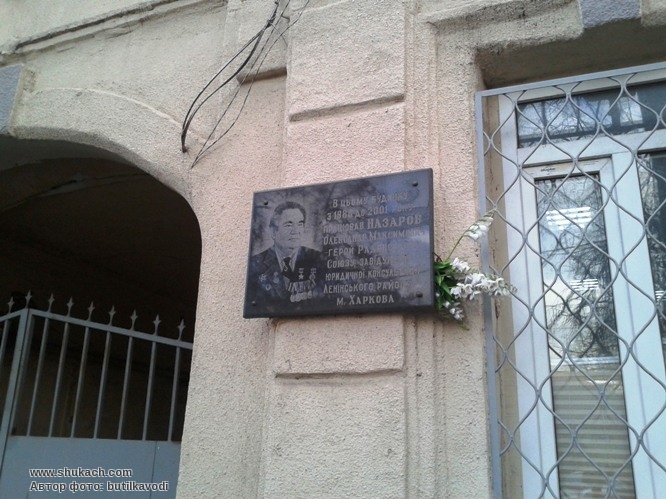 В цьому будинку
з 198 до 2001
працював НАЗАРОВ
Олександр Максимович
Герой Радянського
Союзу завідувач
юридичної консультації
Ленінського району
м. Харкова
www.shukach.com
Автор фото: butilkavodi